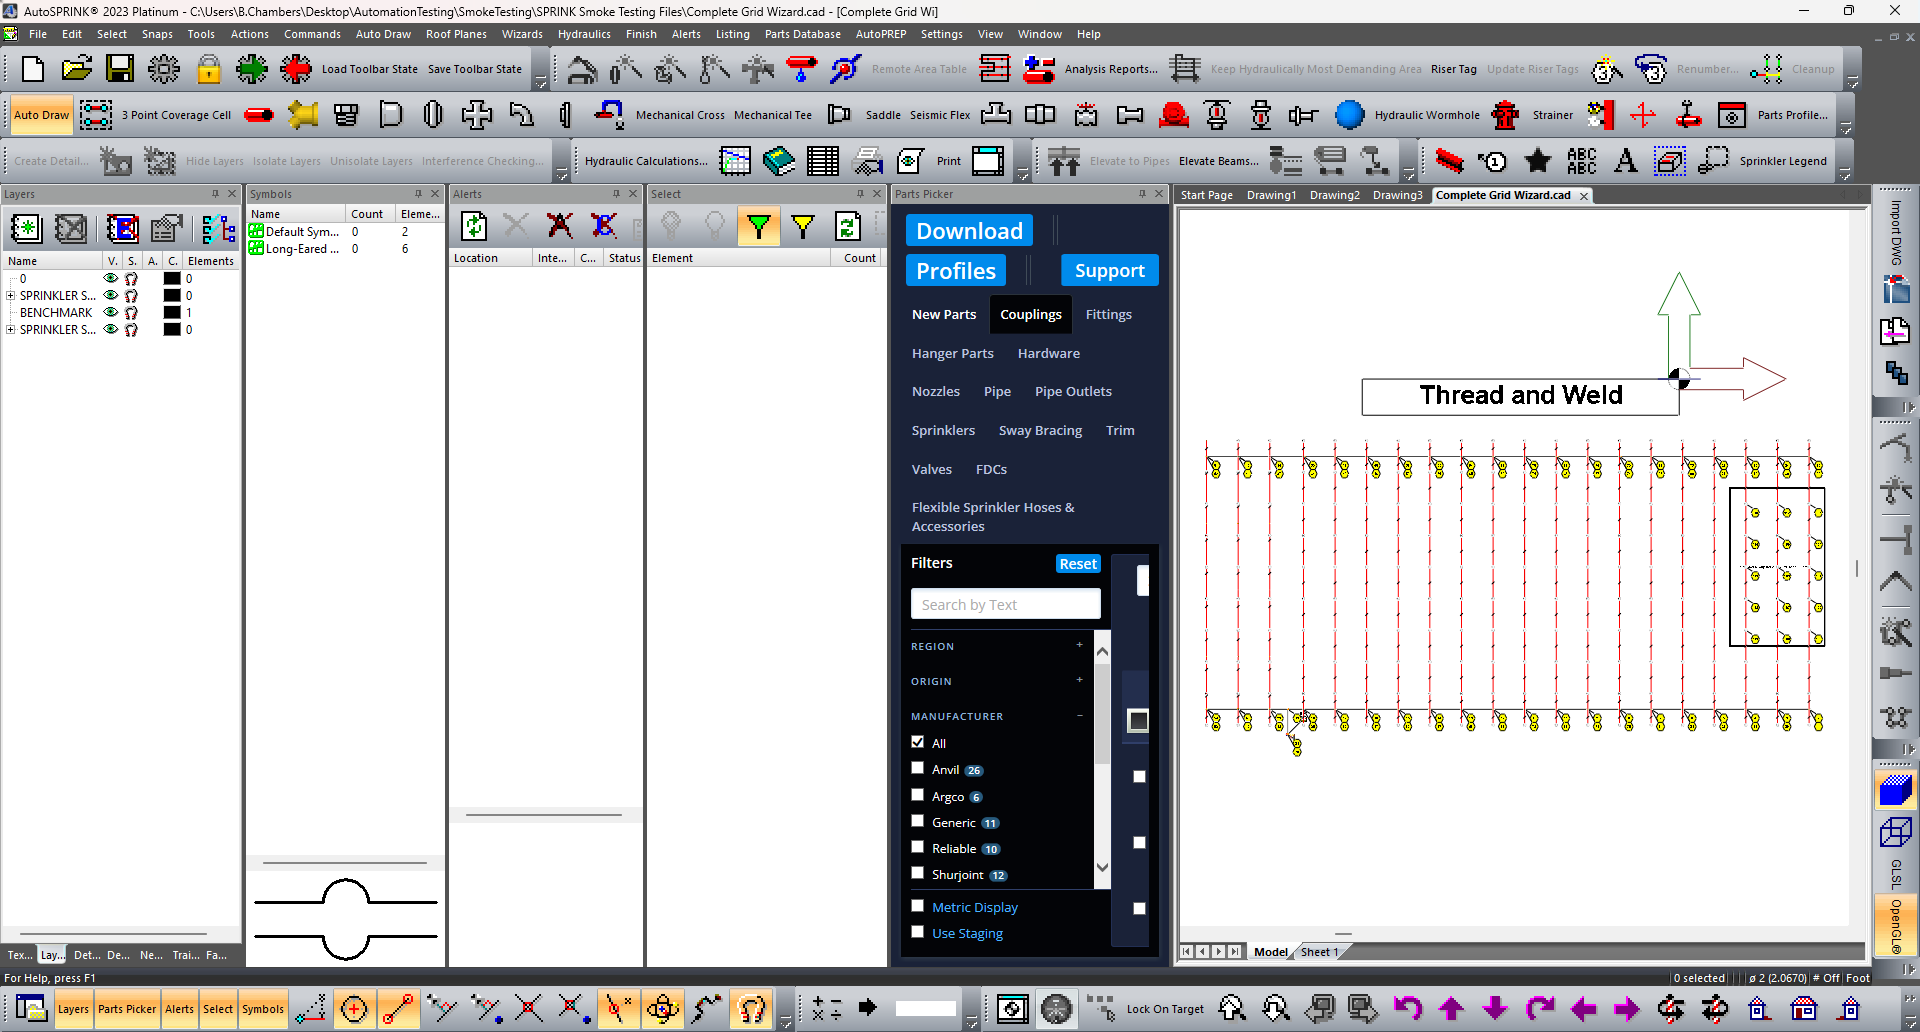 AutoSPRINK® 2023 Platinum - C:\Users\B.Chambers\Desktop\AutomationTesting\SmokeTesting\SPRINK Smoke Testing Files\Complete Grid Wizard.cad - [Complete Grid Wi]
File Edit Select Snaps Tools Actions Commands Auto Draw Roof Planes Wizards Hydraulics Finish Alerts Listing Parts Database AutoPREP Settings View Window Help
Load Toolbar State Save Toolbar State Remote Area Table Analysis Reports... Keep Hydraulically Most Demanding Area Riser Tag Update Riser Tags Renumber... Cleanup
Auto Draw 3 Point Coverage Cell Mechanical Cross Mechanical Tee Saddle Seismic Flex Hydraulic Wormhole Strainer Parts Profile...
Create Detail... Hide Layers Isolate Layers Unisolate Layers Interference Checking... Hydraulic Calculations... Print Elevate to Pipes Elevate Beams... Sprinkler Legend
Layers Symbols Alerts Select Parts Picker
Start Page Drawing1 Drawing2 Drawing3 Complete Grid Wizard.cad
Name V. S. A. C. Elements
0 0
SPRINKLER S... 0
BENCHMARK 1
SPRINKLER S... 0
Name Count Eleme...
Default Sym... 0 2
Long-Eared ... 0 6
Location Inte... C... Status
Element Count
Download
Profiles Support
New Parts Couplings Fittings
Hanger Parts Hardware
Nozzles Pipe Pipe Outlets
Sprinklers Sway Bracing Trim
Valves FDCs
Flexible Sprinkler Hoses &
Accessories
Filters Reset
Search by Text
REGION +
ORIGIN +
MANUFACTURER −
All
Anvil 26
Argco 6
Generic 11
Reliable 10
Shurjoint 12
Metric Display
Use Staging
Thread and Weld
Import DWG
GLSL
OpenGL®
Model Sheet 1
Tex... Lay... Det... De... Ne... Trai... Fa...
For Help, press F1
0 selected ø 2 (2.0670) # Off Foot
Layers Parts Picker Alerts Select Symbols Lock On Target